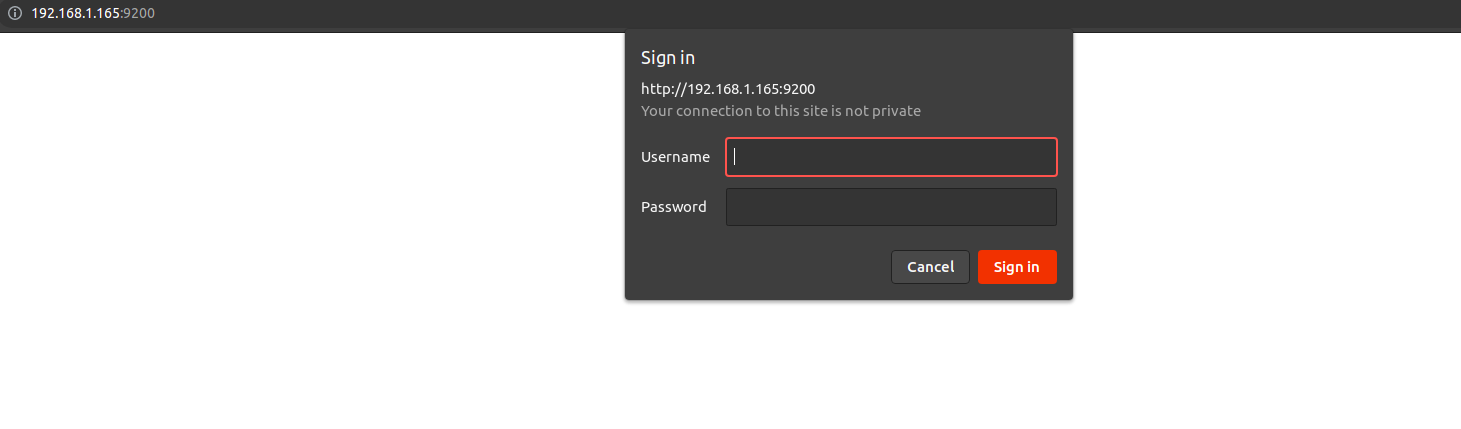 192.168.1.165:9200
Sign in
http://192.168.1.165:9200
Your connection to this site is not private
Username
Password
Cancel Sign in